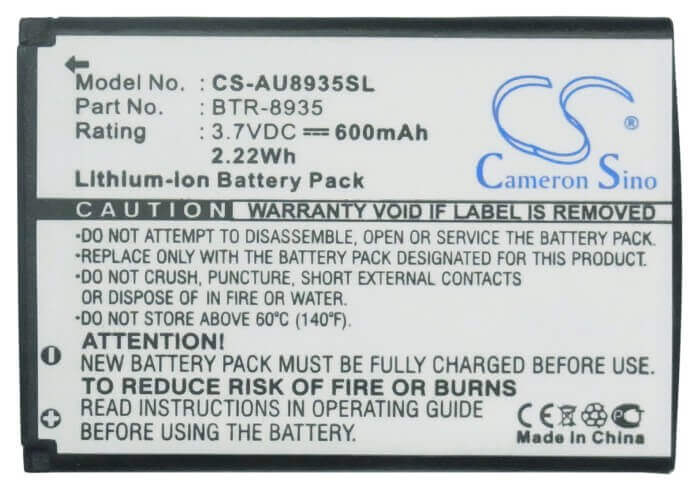 Model No. : CS-AU8935SL
Part No. : BTR-8935
Rating : 3.7VDC 600mAh
2.22Wh
Lithium-Ion Battery Pack
CS ®
Cameron Sino
CAUTION WARRANTY VOID IF LABEL IS REMOVED
•DO NOT ATTEMPT TO DISASSEMBLE, OPEN OR SERVICE THE BATTERY PACK.
•REPLACE ONLY WITH THE BATTERY PACK DESIGNATED FOR THIS EQUIPMENT
•DO NOT CRUSH, PUNCTURE, SHORT EXTERNAL CONTACTS
OR DISPOSE OF IN FIRE OR WATER.
•DO NOT STORE ABOVE 60°C (140°F)
ATTENTION!
NEW BATTERY PACK MUST BE FULLY CHARGED BEFORE USE.
TO REDUCE RISK OF FIRE OR BURNS
READ INSTRUCTIONS IN OPERATING GUIDE
BEFORE CHARGING AND USING BATTERY.
CE
Made In China